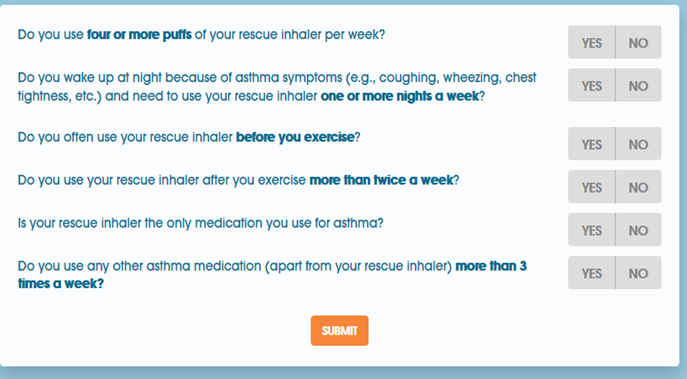 Do you use four or more puffs of your rescue inhaler per week?
YES NO
Do you wake up at night because of asthma symptoms (e.g., coughing, wheezing, chest
tightness, etc.) and need to use your rescue inhaler one or more nights a week?
YES NO
Do you often use your rescue inhaler before you exercise?
YES NO
Do you use your rescue inhaler after you exercise more than twice a week?
YES NO
Is your rescue inhaler the only medication you use for asthma?
YES NO
Do you use any other asthma medication (apart from your rescue inhaler) more than 3
times a week?
YES NO
SUBMIT